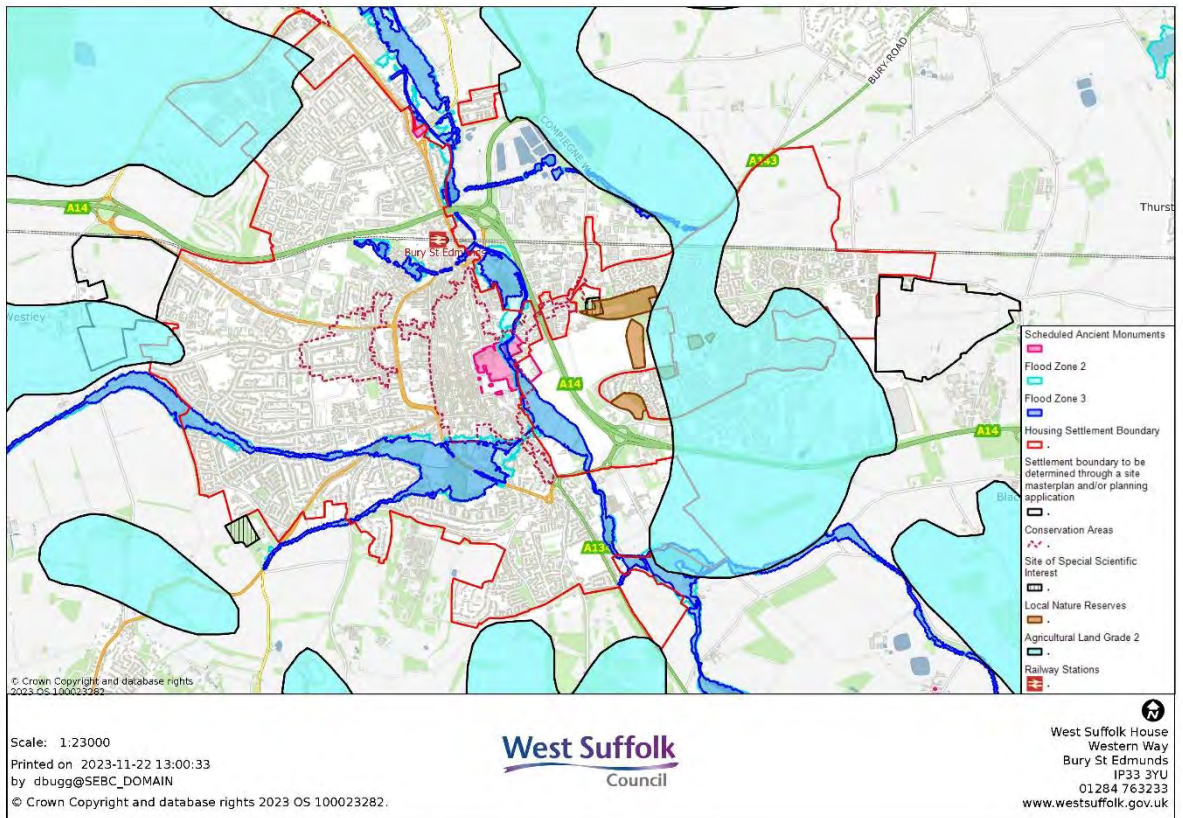 BURY-ROAD
COMPIEGNE W
A143
A14
Thurst
Bury St Edmunds
Westley
A14
A14
A13
Blac
Scheduled Ancient Monuments
Flood Zone 2
Flood Zone 3
Housing Settlement Boundary
.
Settlement boundary to be
determined through a site
masterplan and/or planning
application
.
Conservation Areas
.
Site of Special Scientific
Interest
.
Local Nature Reserves
.
Agricultural Land Grade 2
.
Railway Stations
.
© Crown Copyright and database rights
2023 OS 100023282
Scale: 1:23000
Printed on 2023-11-22 13:00:33
by dbugg@SEBC_DOMAIN
© Crown Copyright and database rights 2023 OS 100023282.
West Suffolk
Council
N
West Suffolk House
Western Way
Bury St Edmunds
IP33 3YU
01284 763233
www.westsuffolk.gov.uk